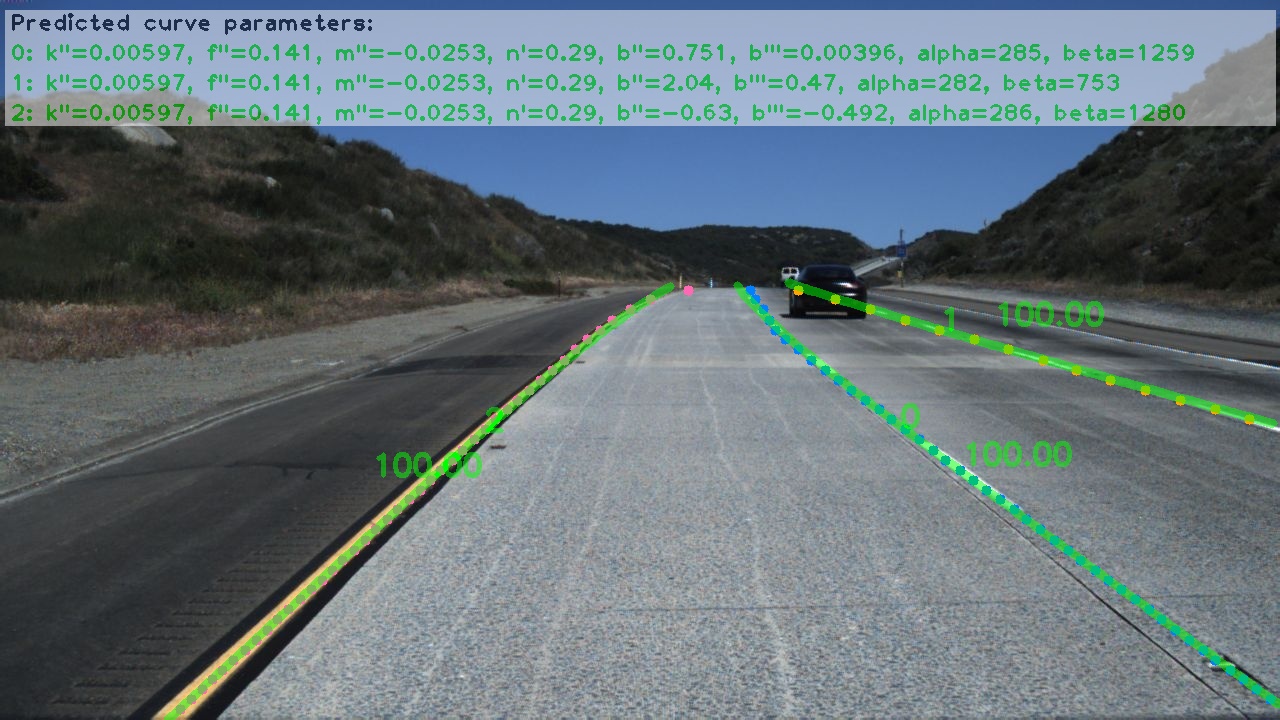 Predicted curve parameters:
0: k"=0.00597, f"=0.141, m"=-0.0253, n'=0.29, b"=0.751, b'''=0.00396, alpha=285, beta=1259
1: k"=0.00597, f"=0.141, m"=-0.0253, n'=0.29, b"=2.04, b'''=0.47, alpha=282, beta=753
2: k"=0.00597, f"=0.141, m"=-0.0253, n'=0.29, b"=-0.63, b'''=-0.492, alpha=286, beta=1280
1 100.00
0
2
100.00
100.00